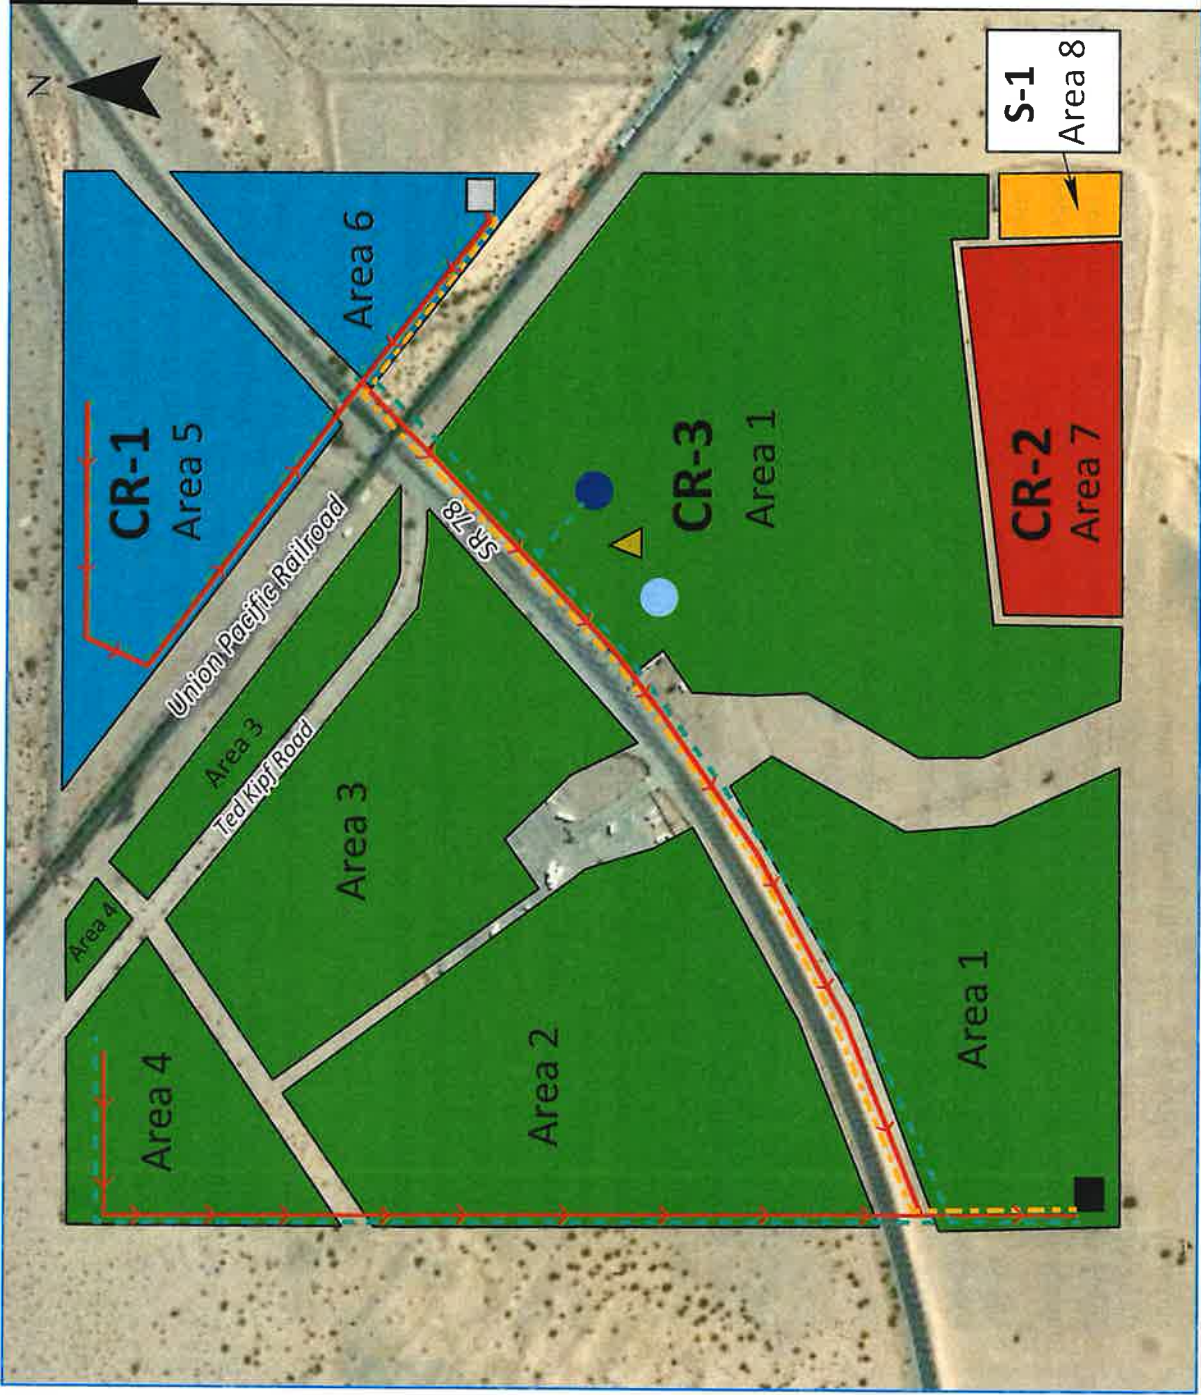 N
CR-1
Area 5
Area 6
Union Pacific Railroad
SR 78
Area 3
Ted Kipf Road
Area 3
Area 4
Area 4
Area 2
CR-3
Area 1
Area 1
CR-2
Area 7
S-1
Area 8